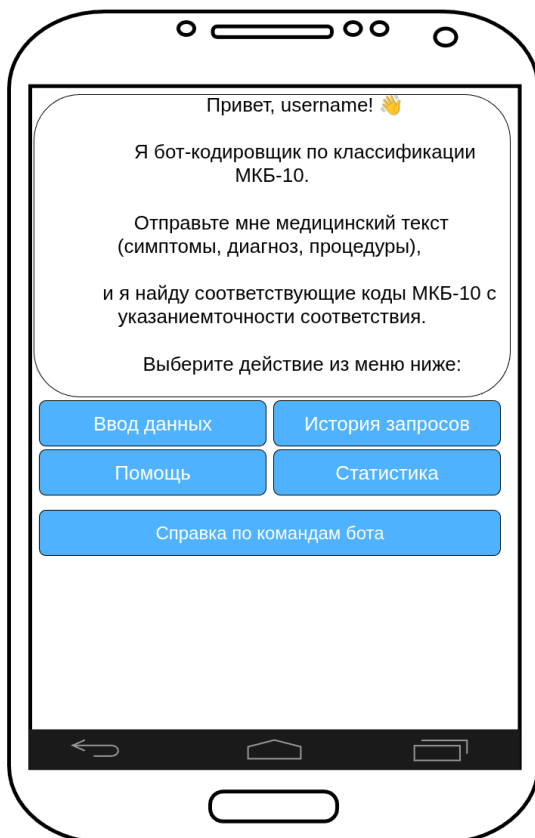 Привет, username! 👋
Я бот-кодировщик по классификации
МКБ-10.
Отправьте мне медицинский текст
(симптомы, диагноз, процедуры),
и я найду соответствующие коды МКБ-10 с
указаниемточности соответствия.
Выберите действие из меню ниже:
Ввод данных
История запросов
Помощь
Статистика
Справка по командам бота